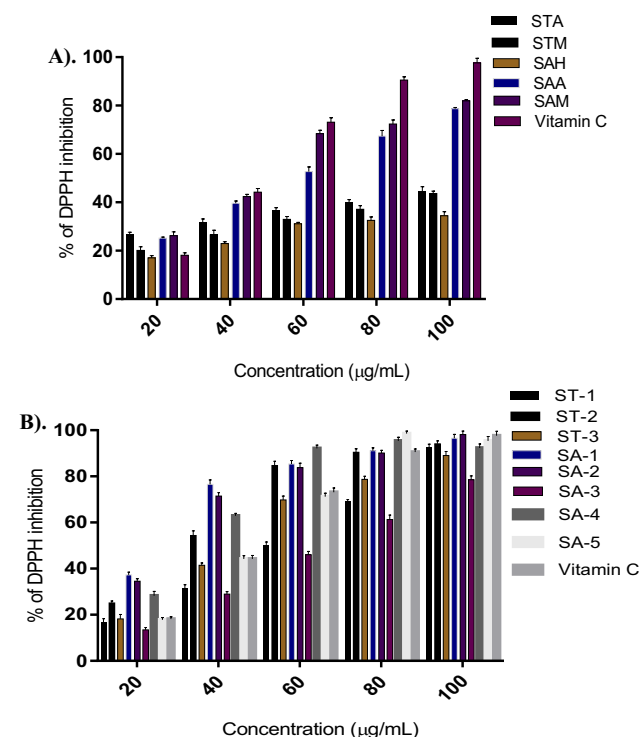 A).
STA
STM
SAH
SAA
SAM
Vitamin C
% of DPPH inhibition
100
80
60
40
20
0
20
40
60
80
100
Concentration (μg/mL)
B).
ST-1
ST-2
ST-3
SA-1
SA-2
SA-3
SA-4
SA-5
Vitamin C
% of DPPH inhibition
100
80
60
40
20
0
20
40
60
80
100
Concentration (μg/mL)